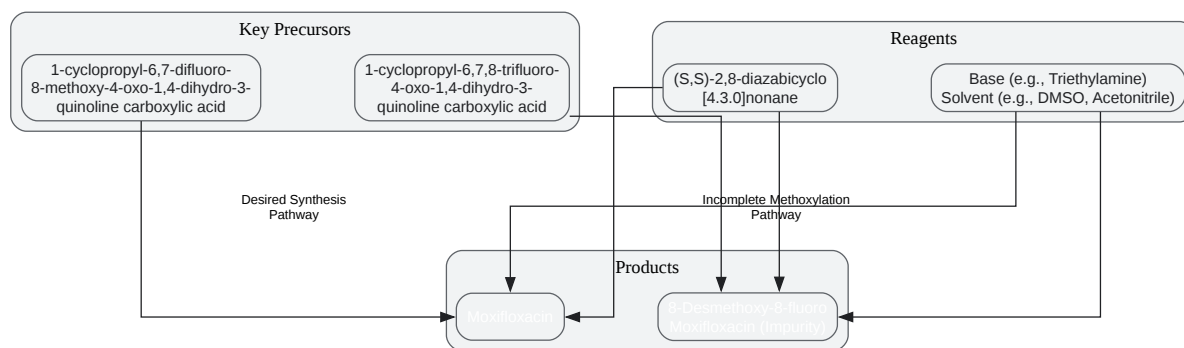 Key Precursors
1-cyclopropyl-6,7-difluoro-
8-methoxy-4-oxo-1,4-dihydro-3-
quinoline carboxylic acid
1-cyclopropyl-6,7,8-trifluoro-
4-oxo-1,4-dihydro-3-
quinoline carboxylic acid
Reagents
(S,S)-2,8-diazabicyclo
[4.3.0]nonane
Base (e.g., Triethylamine)
Solvent (e.g., DMSO, Acetonitrile)
Desired Synthesis
Pathway
Incomplete Methoxylation
Pathway
Products
Moxifloxacin
8-Desmethoxy-8-fluoro
Moxifloxacin (Impurity)